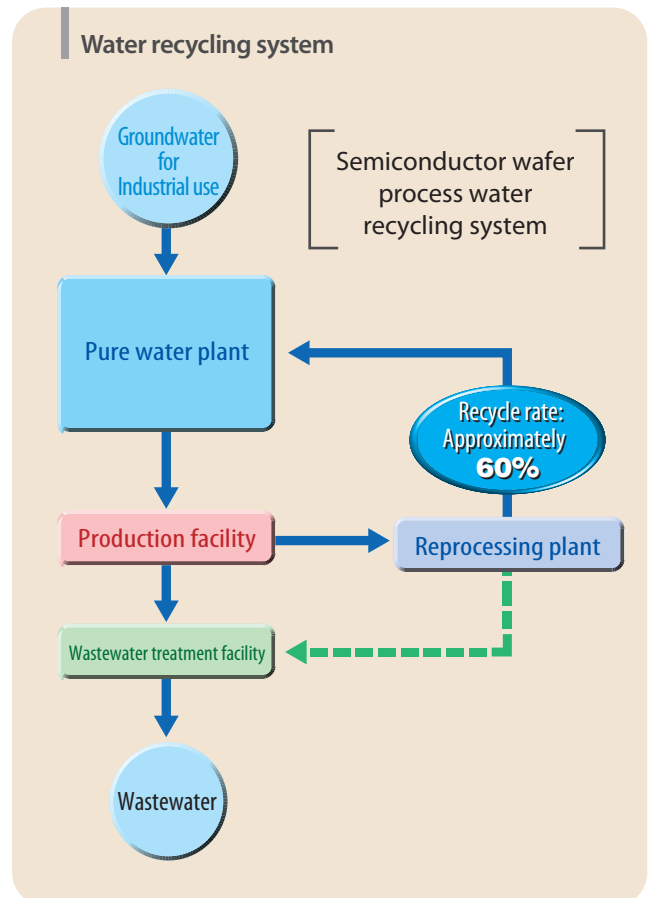 Water recycling system
Groundwater
for
Industrial use
Semiconductor wafer
process water
recycling system
Pure water plant
Recycle rate:
Approximately
60%
Production facility
Reprocessing plant
Wastewater treatment facility
Wastewater